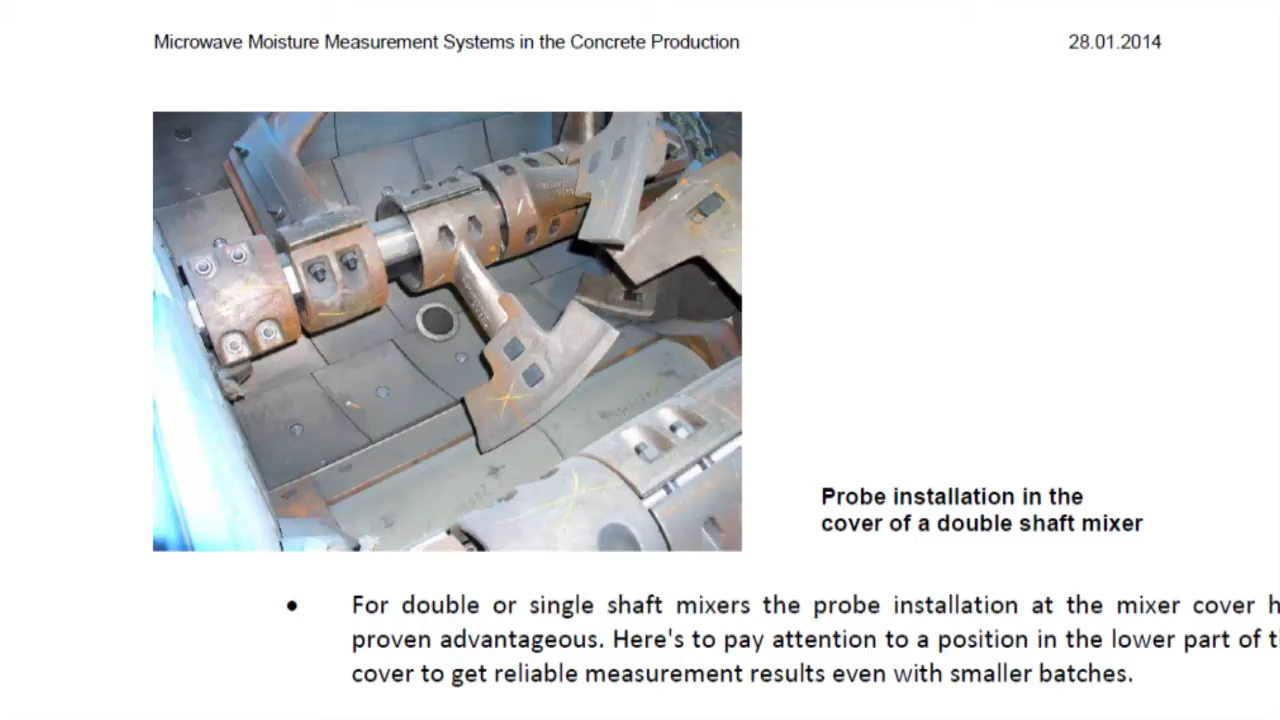 Microwave Moisture Measurement Systems in the Concrete Production 28.01.2014
Probe installation in the
cover of a double shaft mixer
• For double or single shaft mixers the probe installation at the mixer cover h
proven advantageous. Here's to pay attention to a position in the lower part of t
cover to get reliable measurement results even with smaller batches.